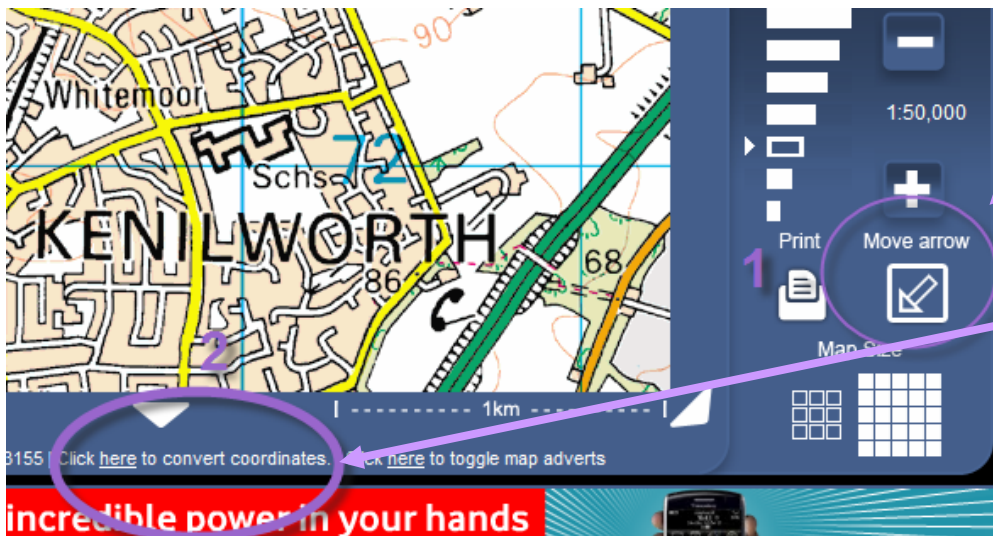 90
Whitemoor
1:50,000
72
Schs
KENILWORTH
68
86
Print
Move arrow
1
2
Map Size
1km
3155 | Click here to convert coordinates. Click here to toggle map adverts
incredible power in your hands